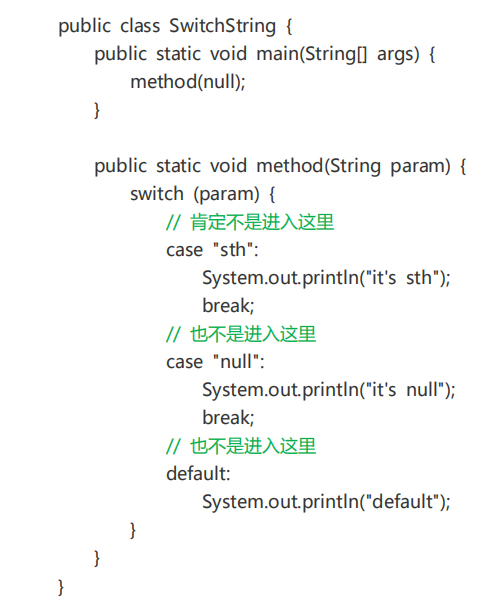 public class SwitchString {
public static void main(String[] args) {
method(null);
}
public static void method(String param) {
switch (param) {
// 肯定不是进入这里
case "sth":
System.out.println("it's sth");
break;
// 也不是进入这里
case "null":
System.out.println("it's null");
break;
// 也不是进入这里
default:
System.out.println("default");
}
}
}